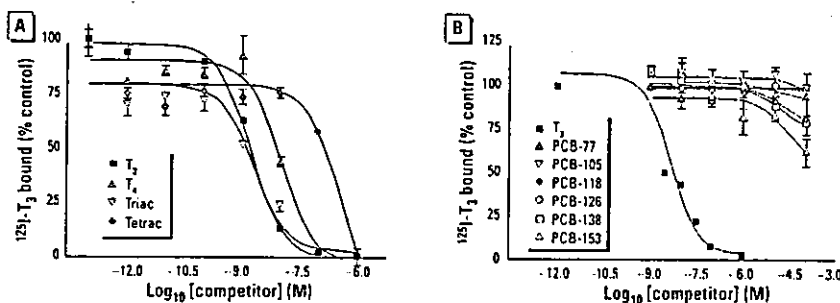 A
¹²⁵I-T₃ bound (% control)
100
75
50
25
0
T₃
T₄
Triac
Tetrac
-12.0 -10.5 -9.0 -7.5 -6.0
Log₁₀ [competitor] (M)
B
¹²⁵I-T₃ bound (% control)
125
100
75
50
25
0
T₃
PCB-77
PCB-105
PCB-118
PCB-126
PCB-138
PCB-153
-12.0 -10.5 -9.0 -7.5 -6.0 -4.5 -3.0
Log₁₀ [competitor] (M)